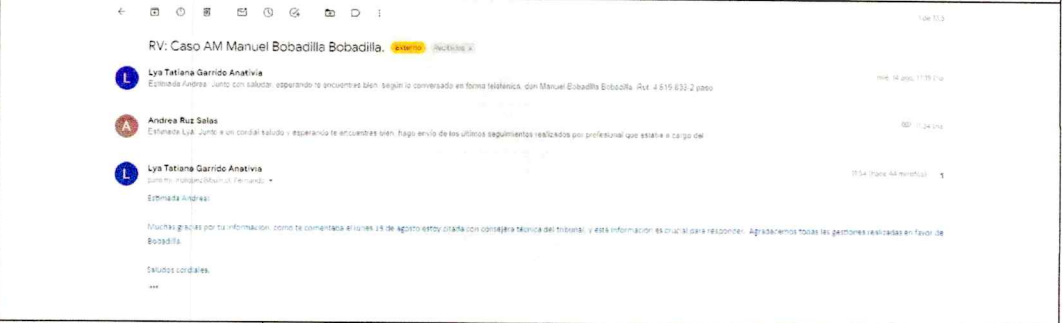 RV: Caso AM Manuel Bobadilla Bobadilla. Externo Recibidos x
L
Lya Tatiana Garrido Anativia
Estimada Andrea: Junto con saludar, esperando te encuentres bien, según lo conversado en forma telefónica, don Manuel Bobadilla Bobadilla, Rut. paso
A
Andrea Ruz Salas
Estimada Lya. Junto a un cordial saludo y esperando te encuentres bien, hago envío de los últimos seguimientos realizados por profesional que estaba a cargo del
L
Lya Tatiana Garrido Anativia
Estimada Andrea:
Muchas gracias por tu información, como te comentaba el lunes de agosto estoy citada con consejera técnica del tribunal, y esta información es crucial para responder. Agradecemos todas las gestiones realizadas en favor de
Bobadilla.
Saludos cordiales.